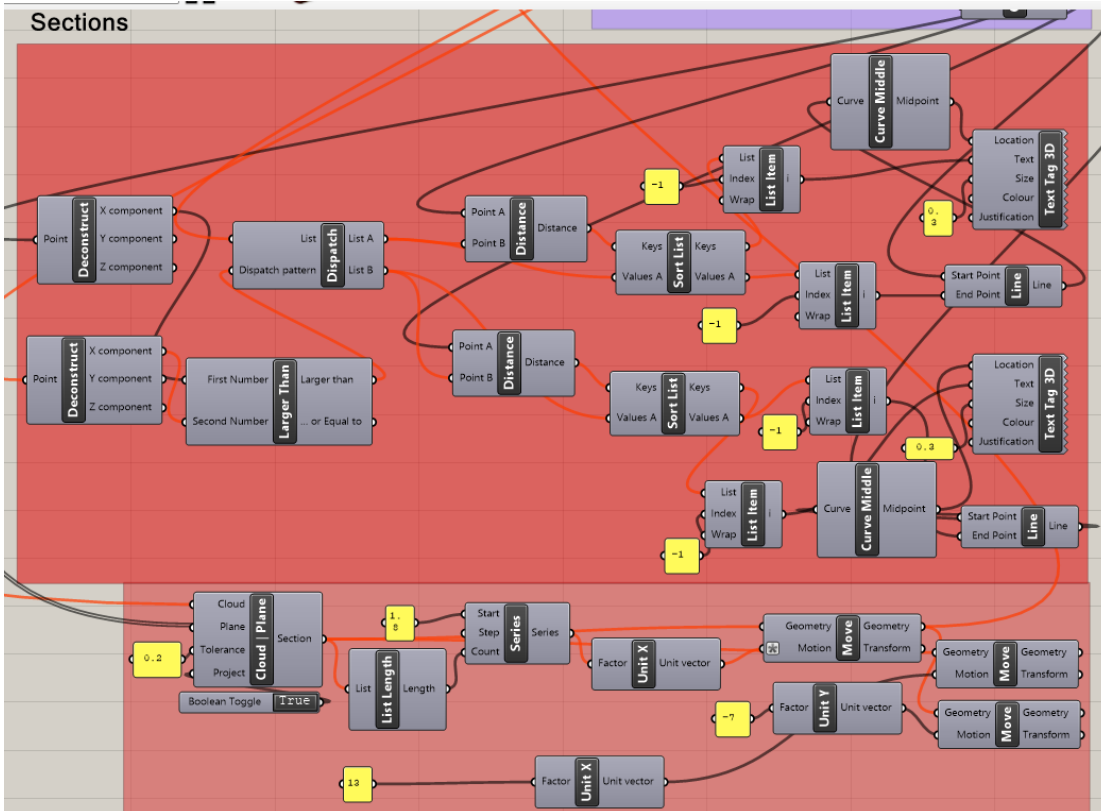 Sections
Point
Deconstruct
X component
Y component
Z component
Point
Deconstruct
X component
Y component
Z component
List
Dispatch pattern
Dispatch
List A
List B
First Number
Second Number
Larger Than
Larger than
... or Equal to
Point A
Point B
Distance
Distance
Point A
Point B
Distance
Distance
Keys
Values A
Sort List
Keys
Values A
Keys
Values A
Sort List
Keys
Values A
-1
List
Index
Wrap
List Item
i
-1
List
Index
Wrap
List Item
i
-1
List
Index
Wrap
List Item
i
-1
List
Index
Wrap
List Item
i
Curve
Curve Middle
Midpoint
0.
3
Location
Text
Size
Colour
Justification
Text Tag 3D
Start Point
End Point
Line
Line
0.3
Location
Text
Size
Colour
Justification
Text Tag 3D
Curve
Curve Middle
Midpoint
Start Point
End Point
Line
Line
0.2
Cloud
Plane
Tolerance
Project
Cloud | Plane
Section
Boolean Toggle
True
List
List Length
Length
1.
8
Start
Step
Count
Series
Series
Factor
Unit X
Unit vector
Geometry
Motion
Move
Geometry
Transform
-7
Factor
Unit Y
Unit vector
Geometry
Motion
Move
Geometry
Transform
Geometry
Motion
Move
Geometry
Transform
13
Factor
Unit X
Unit vector